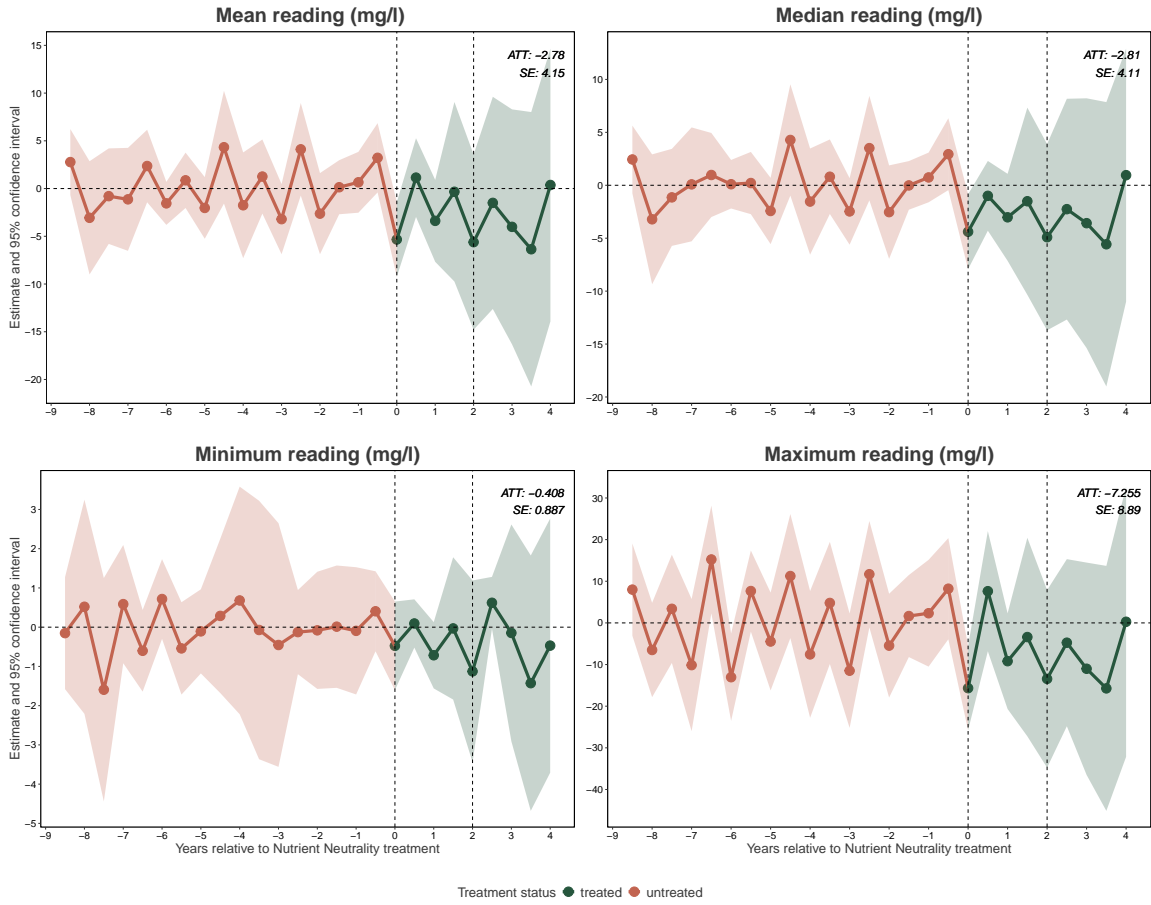 Mean reading (mg/l)
ATT: −2.78
SE: 4.15
15
10
5
0
−5
−10
−15
−20
Estimate and 95% confidence interval
−9 −8 −7 −6 −5 −4 −3 −2 −1 0 1 2 3 4
Median reading (mg/l)
ATT: −2.81
SE: 4.11
10
5
0
−5
−10
−15
−20
−9 −8 −7 −6 −5 −4 −3 −2 −1 0 1 2 3 4
Minimum reading (mg/l)
ATT: −0.408
SE: 0.887
3
2
1
0
−1
−2
−3
−4
−5
Estimate and 95% confidence interval
−9 −8 −7 −6 −5 −4 −3 −2 −1 0 1 2 3 4
Years relative to Nutrient Neutrality treatment
Maximum reading (mg/l)
ATT: −7.255
SE: 8.89
30
20
10
0
−10
−20
−30
−40
−9 −8 −7 −6 −5 −4 −3 −2 −1 0 1 2 3 4
Years relative to Nutrient Neutrality treatment
Treatment status treated untreated